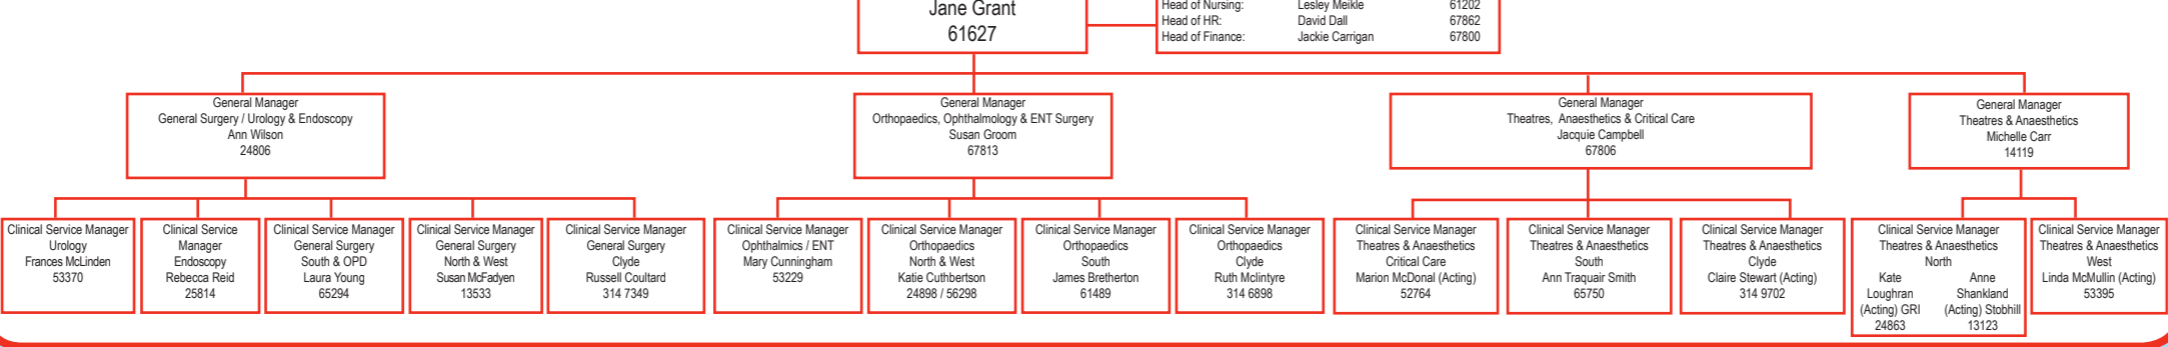 Jane Grant
61627
Head of Nursing: Lesley Meikle 61202
Head of HR: David Dall 67862
Head of Finance: Jackie Carrigan 67800
General Manager
General Surgery / Urology & Endoscopy
Ann Wilson
24806
General Manager
Orthopaedics, Ophthalmology & ENT Surgery
Susan Groom
67813
General Manager
Theatres, Anaesthetics & Critical Care
Jacquie Campbell
67806
General Manager
Theatres & Anaesthetics
Michelle Carr
14119
Clinical Service Manager
Urology
Frances McLinden
53370
Clinical Service
Manager
Endoscopy
Rebecca Reid
25814
Clinical Service Manager
General Surgery
South & OPD
Laura Young
65294
Clinical Service Manager
General Surgery
North & West
Susan McFadyen
13533
Clinical Service Manager
General Surgery
Clyde
Russell Coultard
314 7349
Clinical Service Manager
Ophthalmics / ENT
Mary Cunningham
53229
Clinical Service Manager
Orthopaedics
North & West
Katie Cuthbertson
24898 / 56298
Clinical Service Manager
Orthopaedics
South
James Bretherton
61489
Clinical Service Manager
Orthopaedics
Clyde
Ruth McIintyre
314 6898
Clinical Service Manager
Theatres & Anaesthetics
Critical Care
Marion McDonal (Acting)
52764
Clinical Service Manager
Theatres & Anaesthetics
South
Ann Traquair Smith
65750
Clinical Service Manager
Theatres & Anaesthetics
Clyde
Claire Stewart (Acting)
314 9702
Clinical Service Manager
Theatres & Anaesthetics
North
Kate
Loughran
(Acting) GRI
24863
Anne
Shankland
(Acting) Stobhill
13123
Clinical Service Manager
Theatres & Anaesthetics
West
Linda McMullin (Acting)
53395